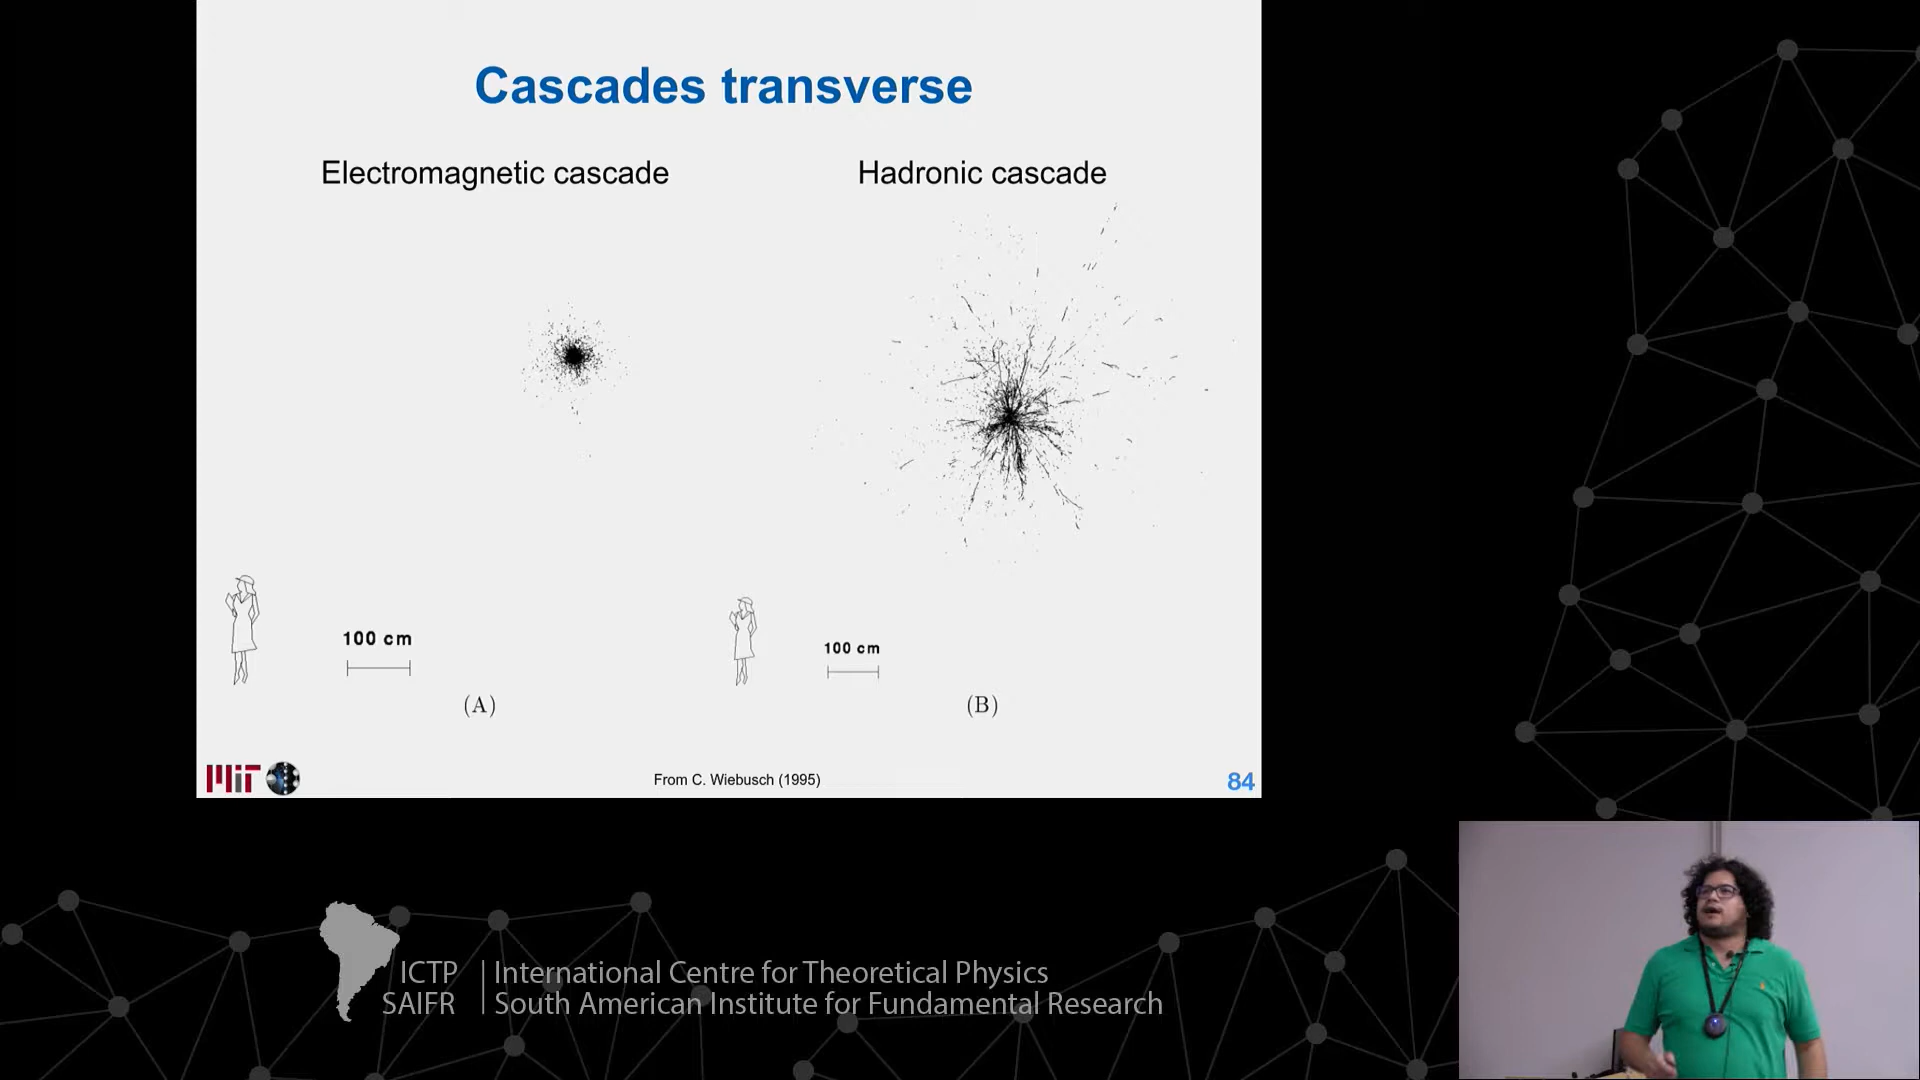 Cascades transverse
Electromagnetic cascade
Hadronic cascade
100 cm
100 cm
(A)
(B)
MIT
From C. Wiebusch (1995)
84
ICTP
International Centre for Theoretical Physics
SAIFR
South American Institute for Fundamental Research